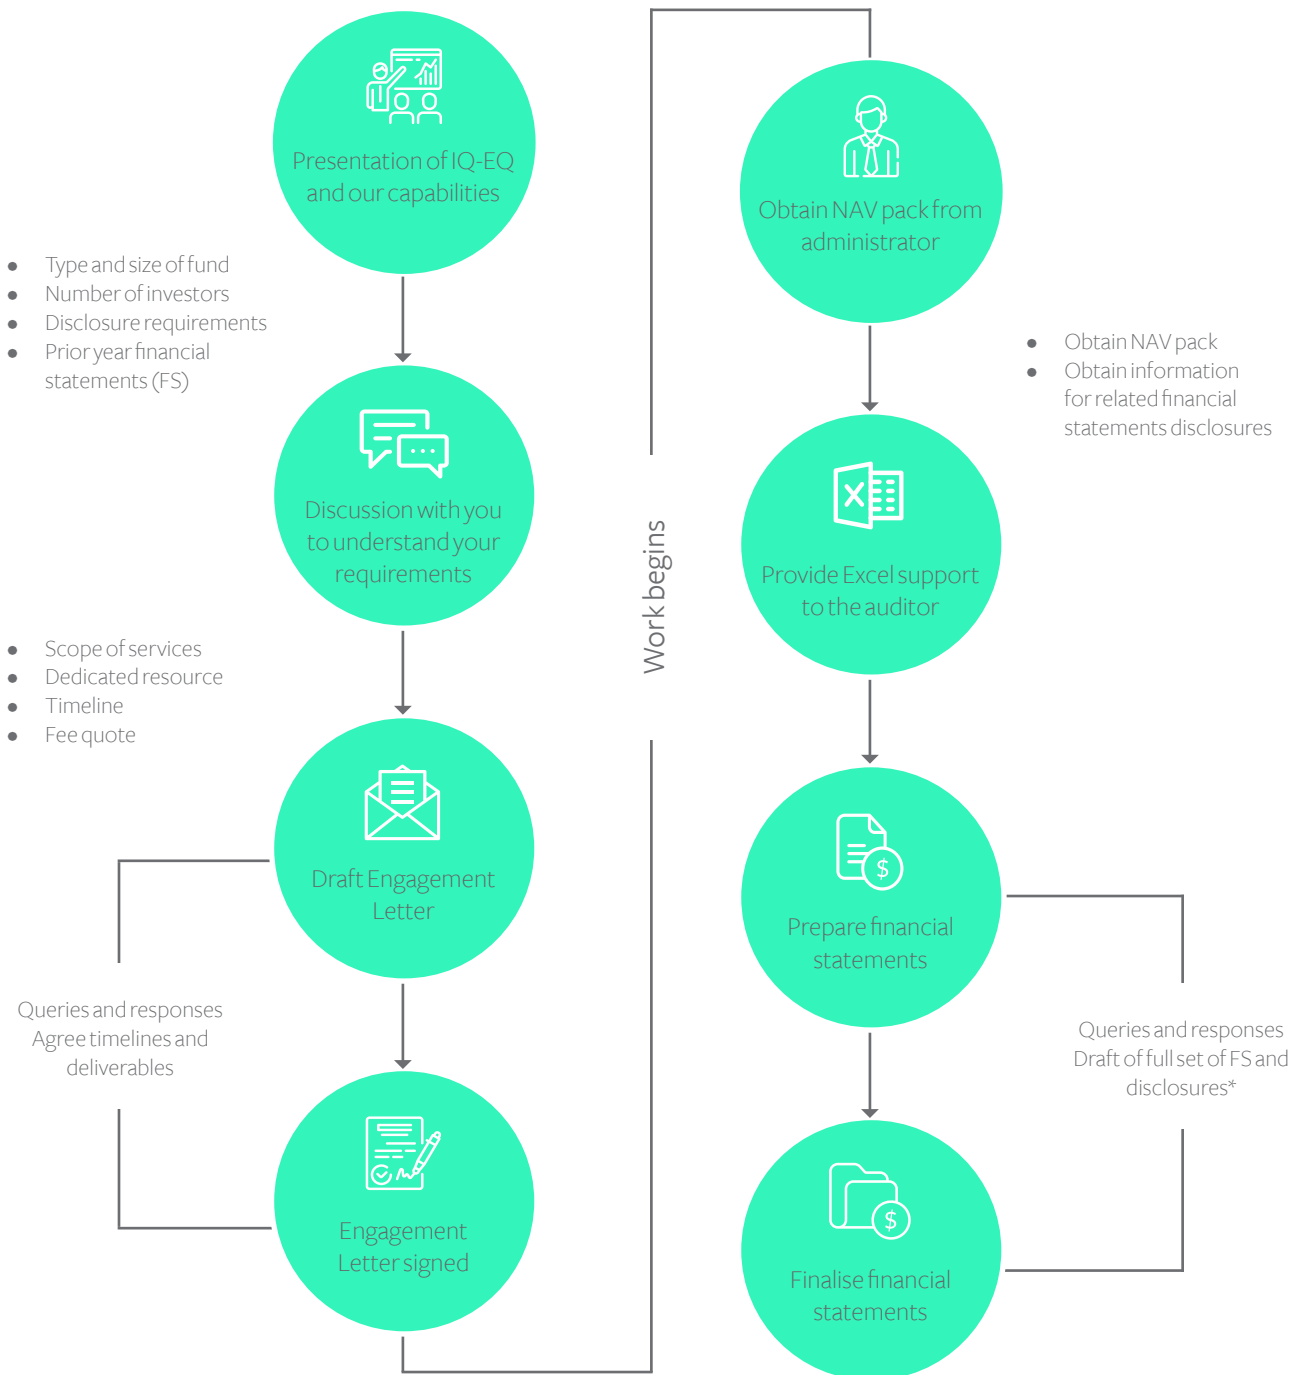 Presentation of IQ-EQ
and our capabilities
● Type and size of fund
● Number of investors
● Disclosure requirements
● Prior year financial
statements (FS)
Discussion with you
to understand your
requirements
● Scope of services
● Dedicated resource
● Timeline
● Fee quote
Draft Engagement
Letter
Queries and responses
Agree timelines and
deliverables
Engagement
Letter signed
Work begins
Obtain NAV pack from
administrator
● Obtain NAV pack
● Obtain information
for related financial
statements disclosures
Provide Excel support
to the auditor
Prepare financial
statements
Queries and responses
Draft of full set of FS and
disclosures*
Finalise financial
statements